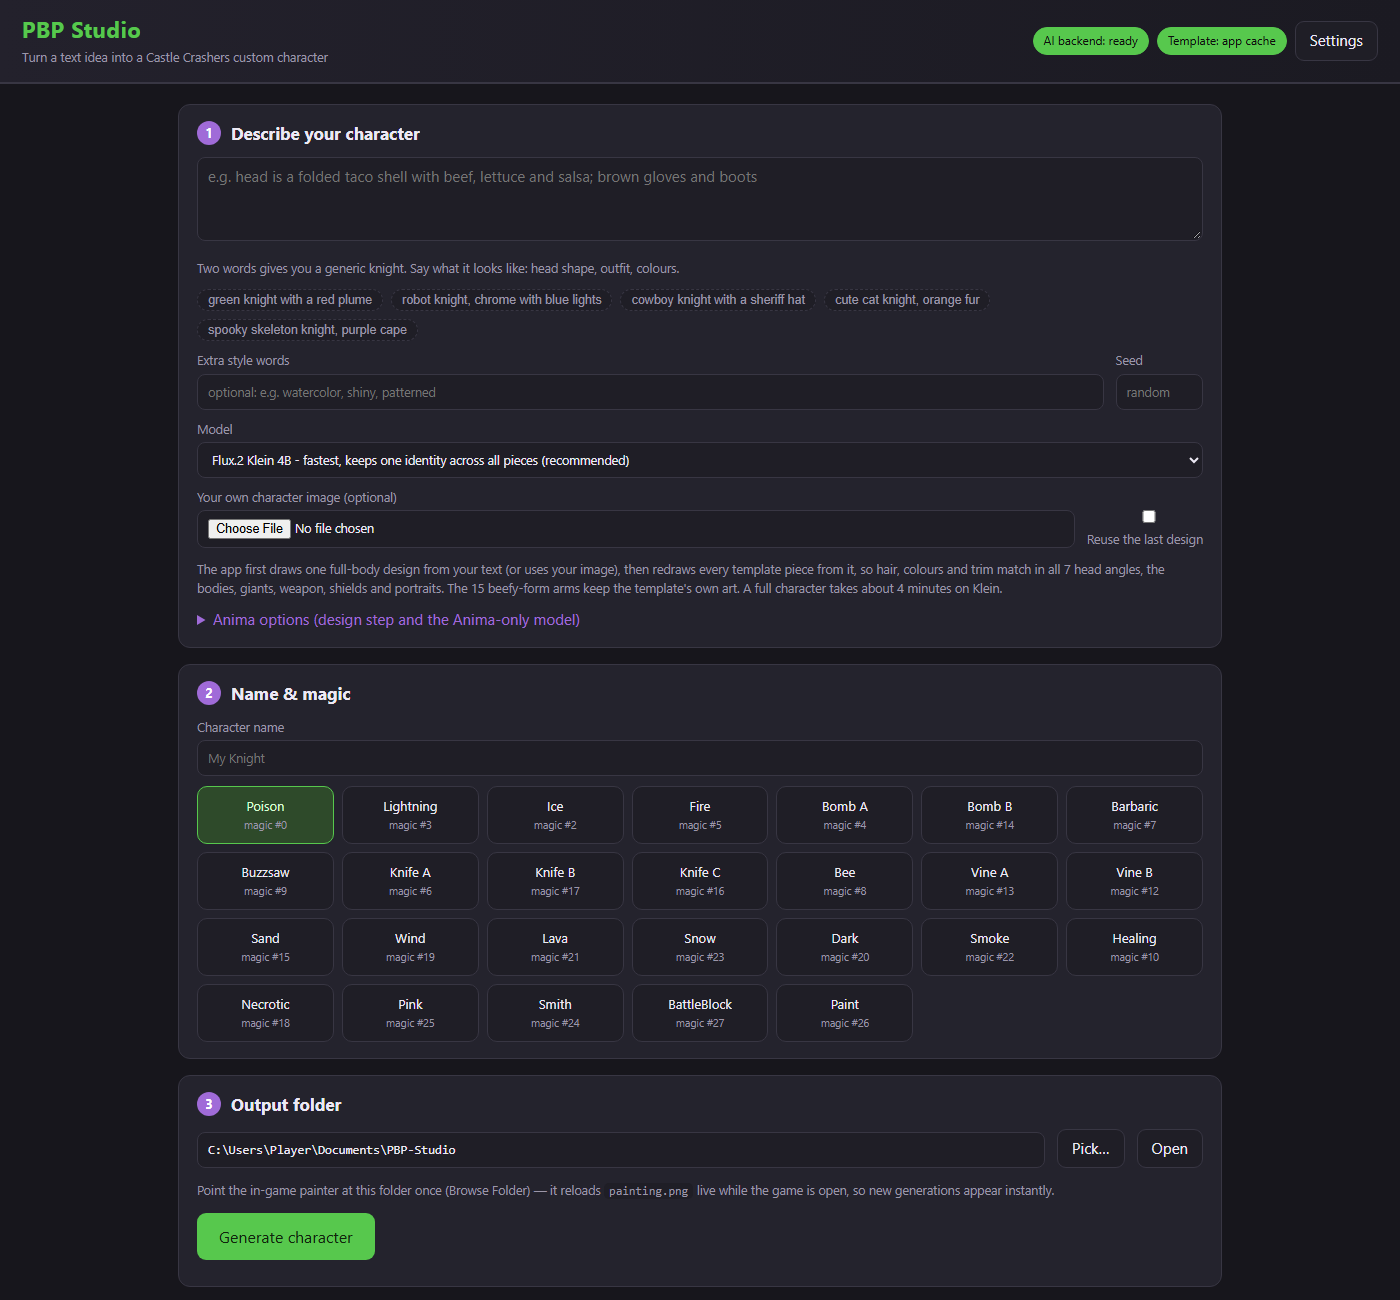 PBP Studio
Turn a text idea into a Castle Crashers custom character
AI backend: ready
Template: app cache
Settings
1 Describe your character
e.g. head is a folded taco shell with beef, lettuce and salsa; brown gloves and boots
Two words gives you a generic knight. Say what it looks like: head shape, outfit, colours.
green knight with a red plume
robot knight, chrome with blue lights
cowboy knight with a sheriff hat
cute cat knight, orange fur
spooky skeleton knight, purple cape
Extra style words
Seed
optional: e.g. watercolor, shiny, patterned
random
Model
Flux.2 Klein 4B - fastest, keeps one identity across all pieces (recommended)
Your own character image (optional)
Choose File No file chosen
Reuse the last design
The app first draws one full-body design from your text (or uses your image), then redraws every template piece from it, so hair, colours and trim match in all 7 head angles, the
bodies, giants, weapon, shields and portraits. The 15 beefy-form arms keep the template's own art. A full character takes about 4 minutes on Klein.
Anima options (design step and the Anima-only model)
2 Name & magic
Character name
My Knight
Poison
magic #0
Lightning
magic #3
Ice
magic #2
Fire
magic #5
Bomb A
magic #4
Bomb B
magic #14
Barbaric
magic #7
Buzzsaw
magic #9
Knife A
magic #6
Knife B
magic #17
Knife C
magic #16
Bee
magic #8
Vine A
magic #13
Vine B
magic #12
Sand
magic #15
Wind
magic #19
Lava
magic #21
Snow
magic #23
Dark
magic #20
Smoke
magic #22
Healing
magic #10
Necrotic
magic #18
Pink
magic #25
Smith
magic #24
BattleBlock
magic #27
Paint
magic #26
3 Output folder
C:\Users\Player\Documents\PBP-Studio
Pick...
Open
Point the in-game painter at this folder once (Browse Folder) — it reloads painting.png live while the game is open, so new generations appear instantly.
Generate character